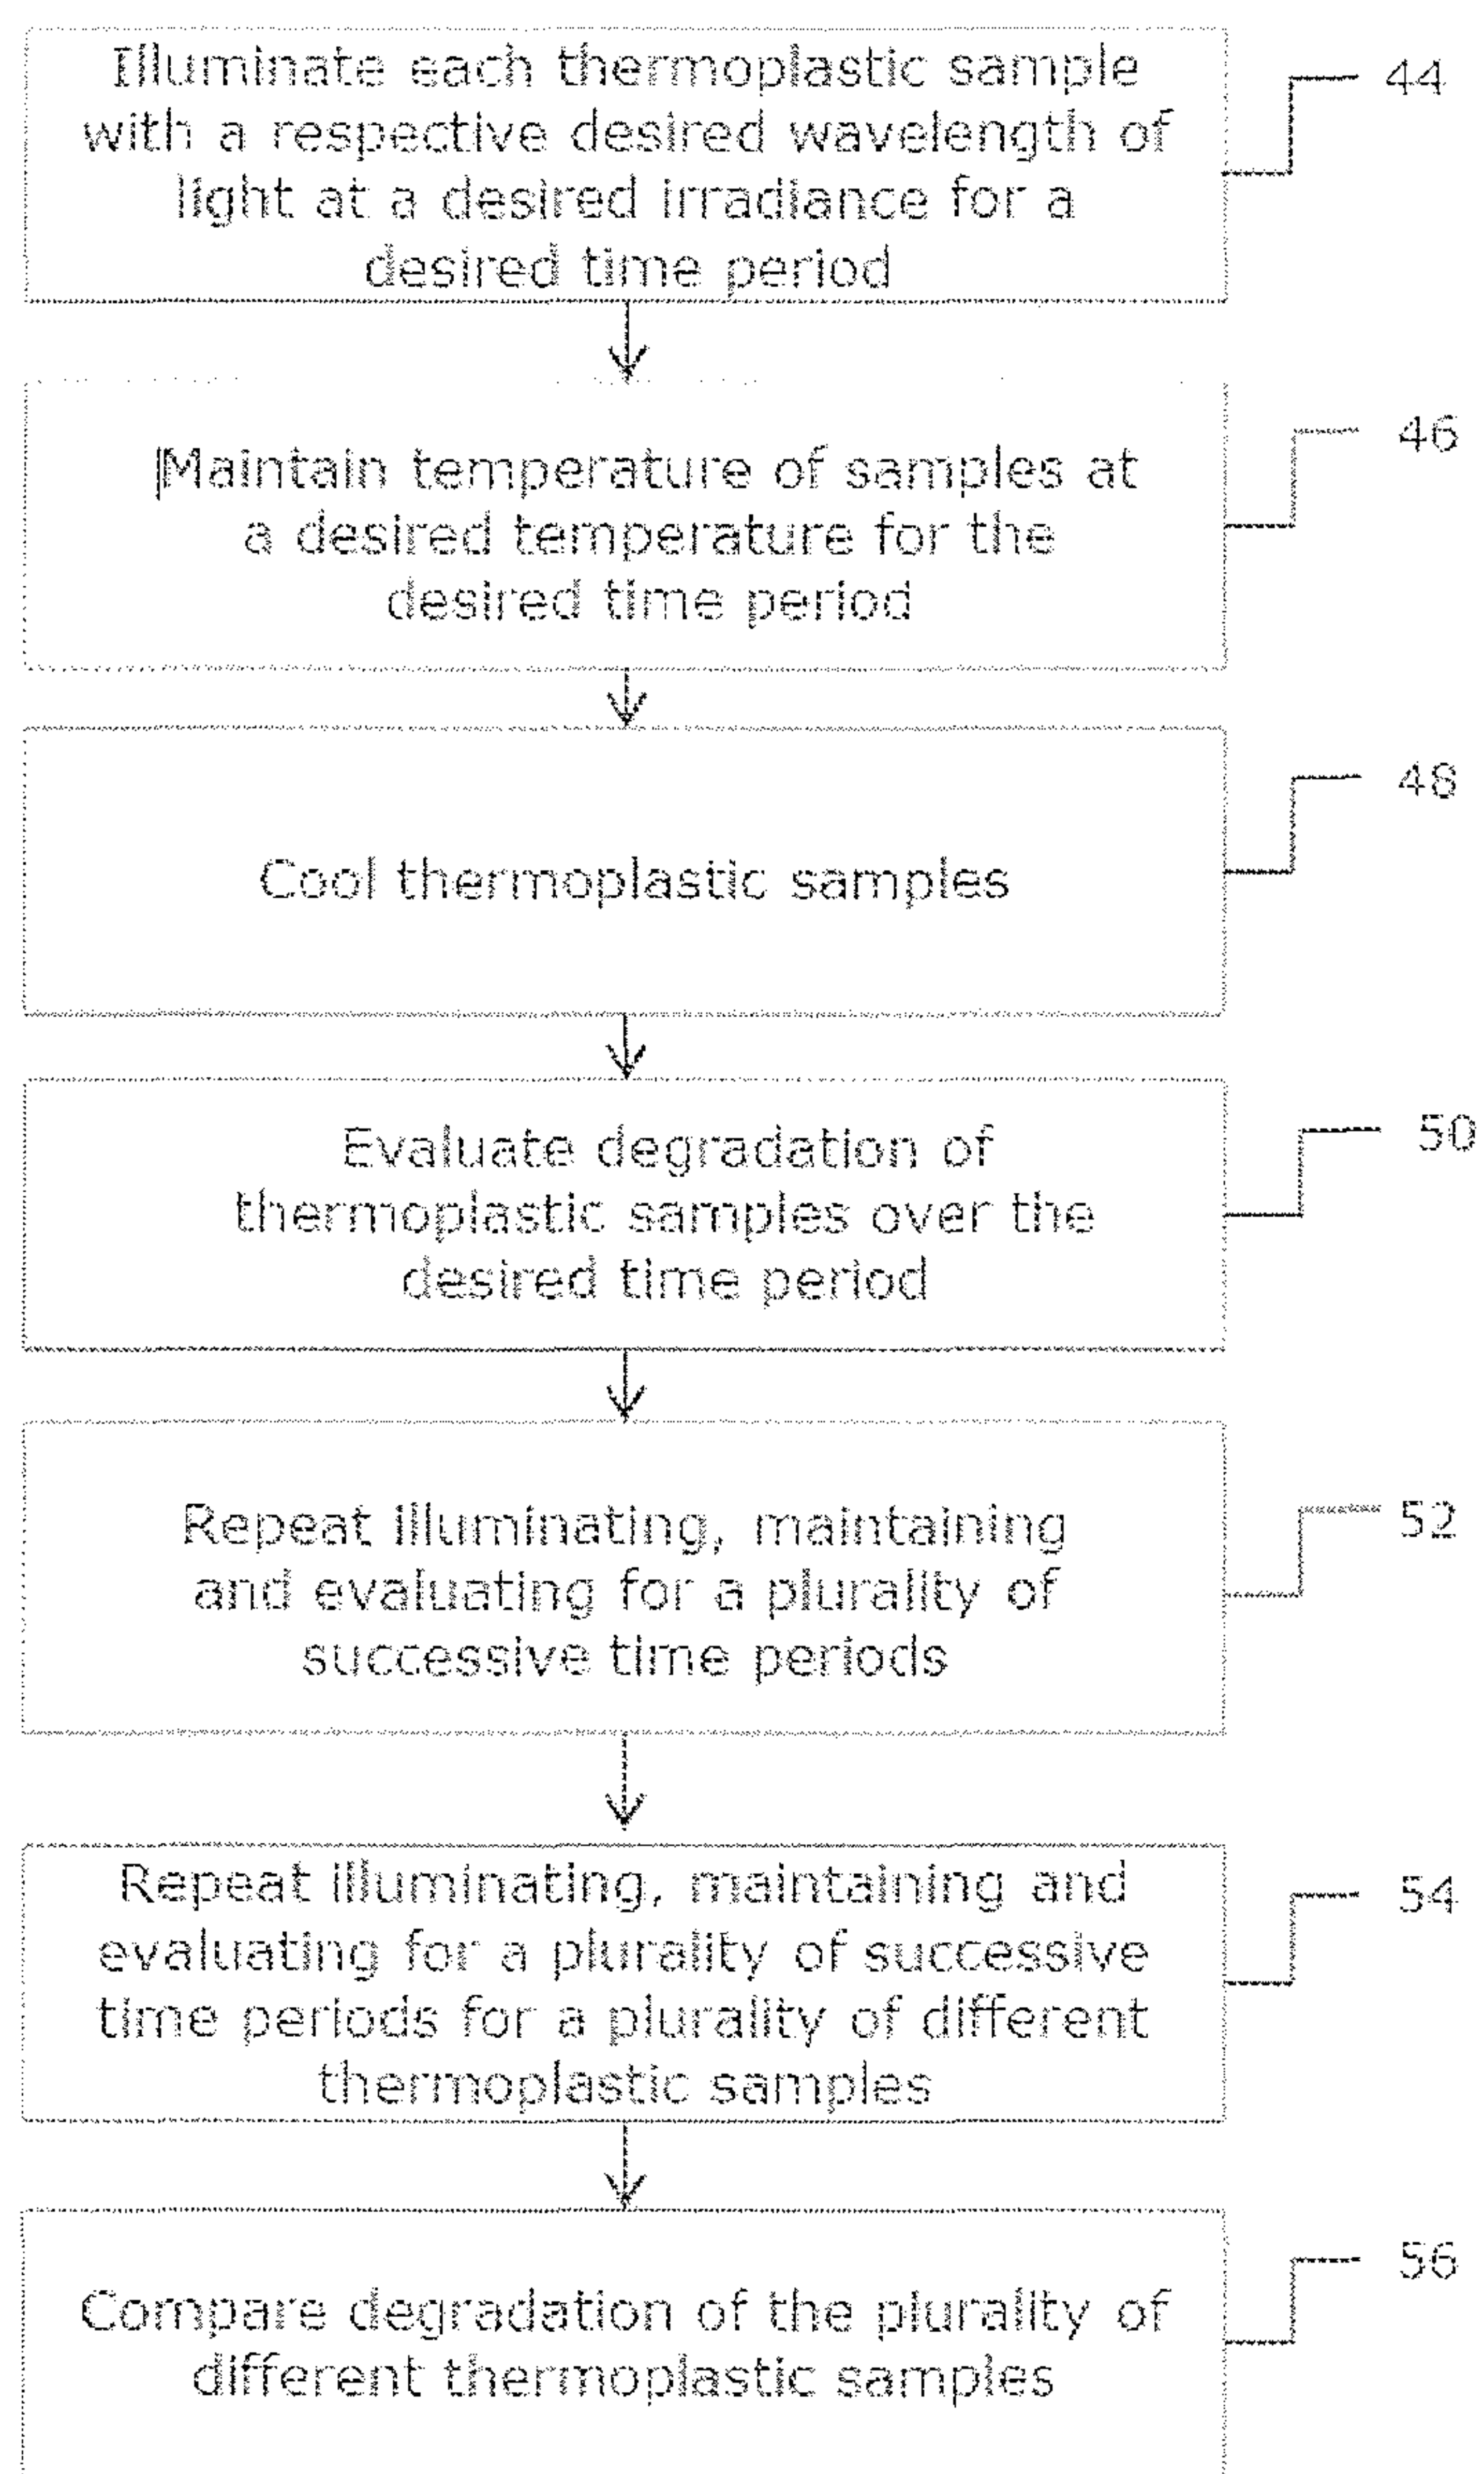 Illuminate each thermoplastic sample
with a respective desired wavelength of
light at a desired irradiance for a
desired time period
44
Maintain temperature of samples at
a desired temperature for the
desired time period
46
Cool thermoplastic samples
48
Evaluate degradation of
thermoplastic samples over the
desired time period
50
Repeat illuminating, maintaining
and evaluating for a plurality of
successive time periods
52
Repeat illuminating, maintaining and
evaluating for a plurality of successive
time periods for a plurality of different
thermoplastic samples
54
Compare degradation of the plurality of
different thermoplastic samples
56